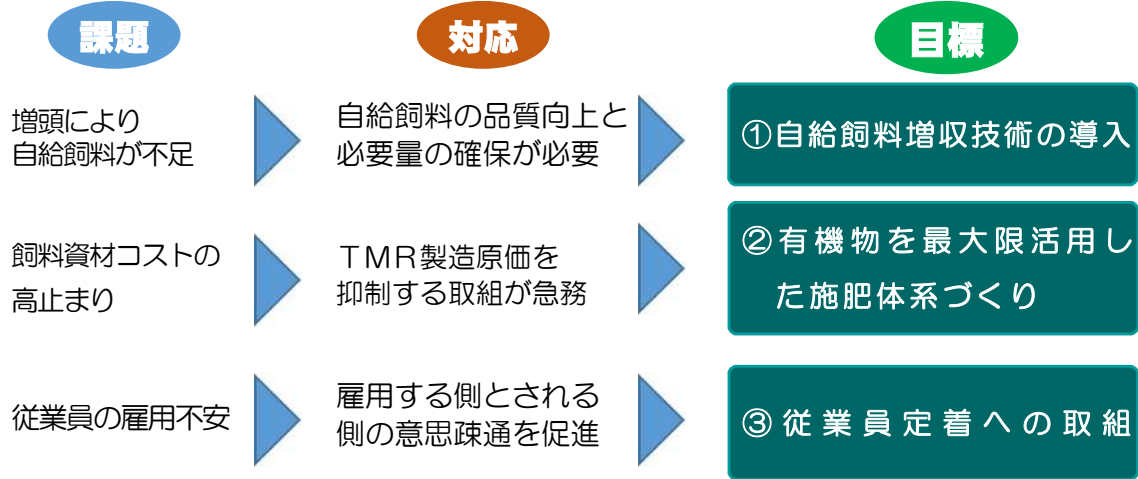 課題
対応
目標
増頭により
自給飼料が不足
自給飼料の品質向上と
必要量の確保が必要
①自給飼料増収技術の導入
飼料資材コストの
高止まり
ＴＭＲ製造原価を
抑制する取組が急務
②有機物を最大限活用し
た施肥体系づくり
従業員の雇用不安
雇用する側とされる
側の意思疎通を促進
③従業員定着への取組